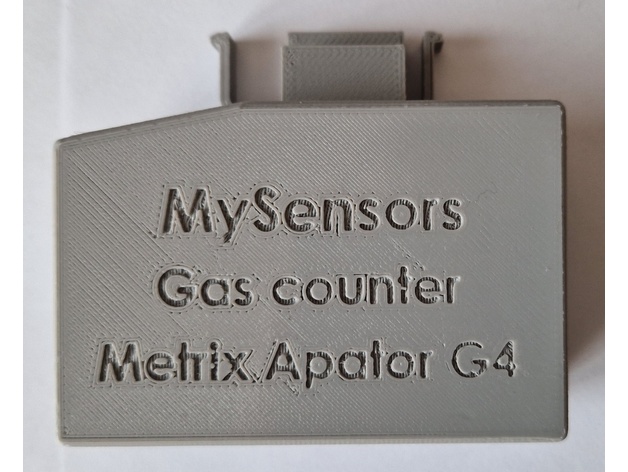 MySensors
Gas counter
Metrix Apator G4